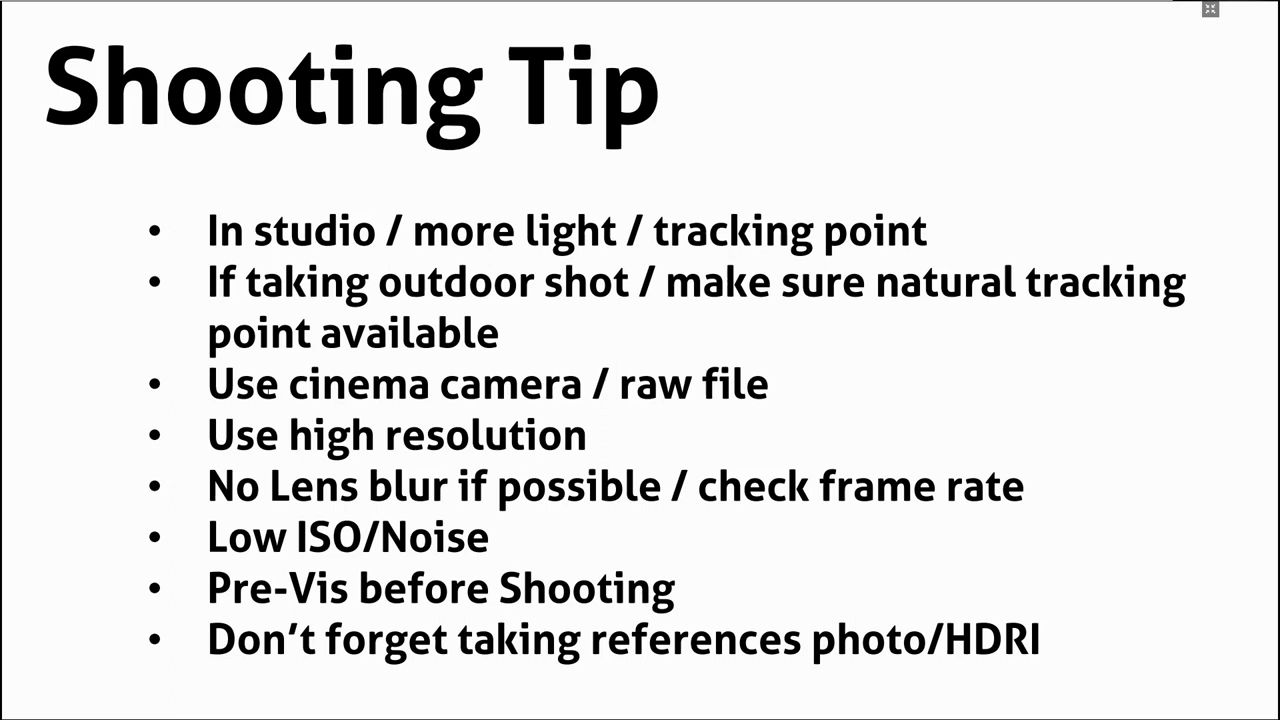 Shooting Tip
• In studio / more light / tracking point
• If taking outdoor shot / make sure natural tracking
point available
• Use cinema camera / raw file
• Use high resolution
• No Lens blur if possible / check frame rate
• Low ISO/Noise
• Pre-Vis before Shooting
• Don’t forget taking references photo/HDRI